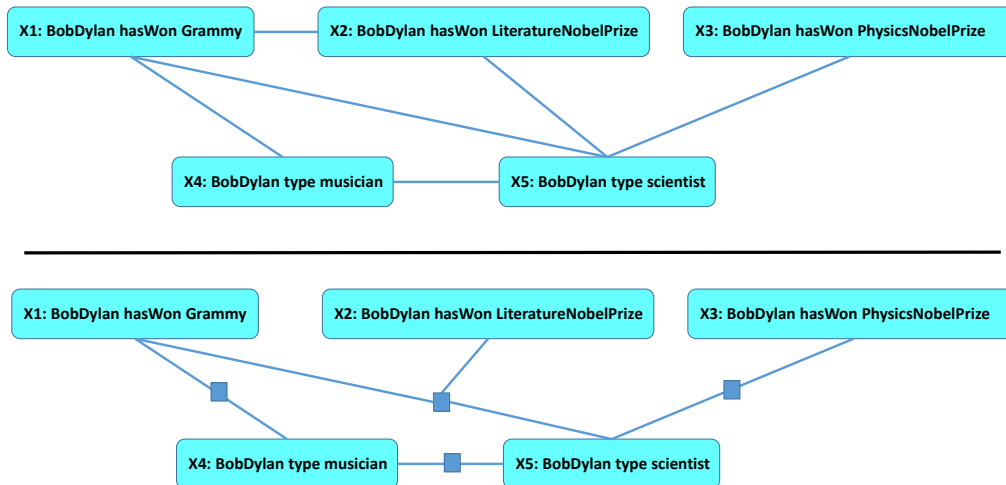 X1: BobDylan hasWon Grammy
X2: BobDylan hasWon LiteratureNobelPrize
X3: BobDylan hasWon PhysicsNobelPrize
X4: BobDylan type musician
X5: BobDylan type scientist
X1: BobDylan hasWon Grammy
X2: BobDylan hasWon LiteratureNobelPrize
X3: BobDylan hasWon PhysicsNobelPrize
X4: BobDylan type musician
X5: BobDylan type scientist